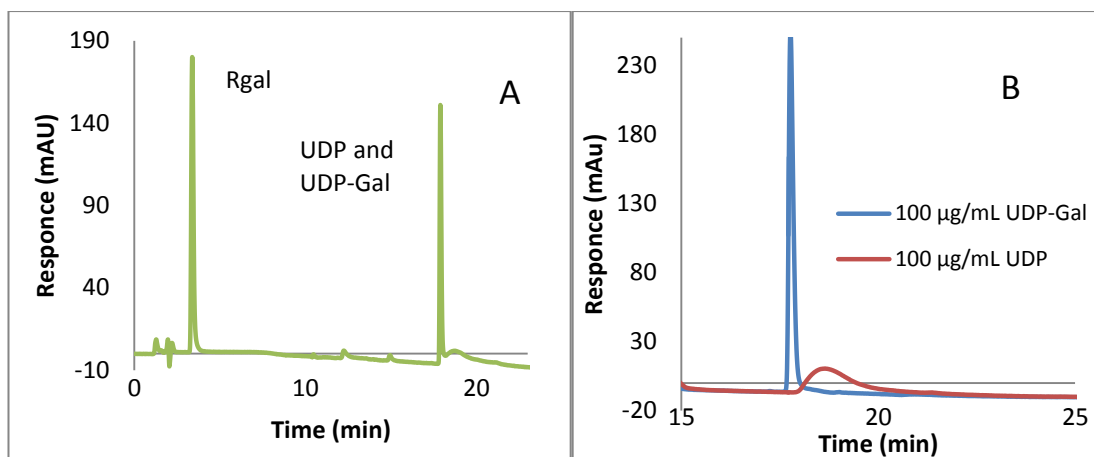 190
140
90
40
-10
Responce (mAU)
0
10
20
Time (min)
Rgal
UDP and
UDP-Gal
A
230
180
130
80
30
-20
Responce (mAu)
15
20
25
Time (min)
B
100 µg/mL UDP-Gal
100 µg/mL UDP